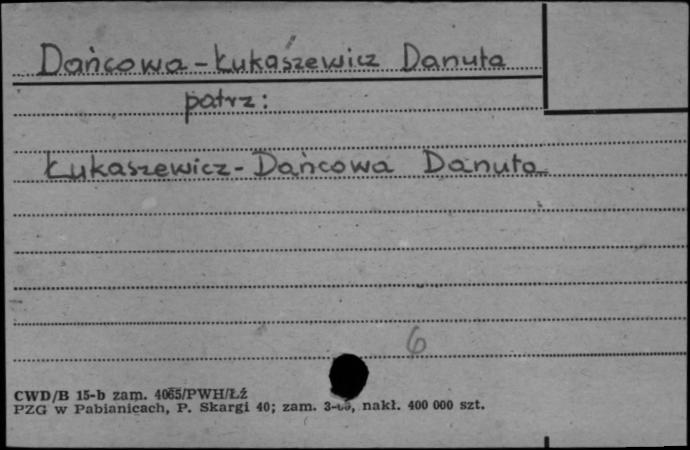 Dańcowa-Łukaszewicz Danuta
patrz:
Łukaszewicz-Dańcowa Danuta
6
CWD/B 15-b zam. 4065/PWH/Łź
PZG w Pabianicach, P. Skargi 40; zam. nakł. 400 000 szt.